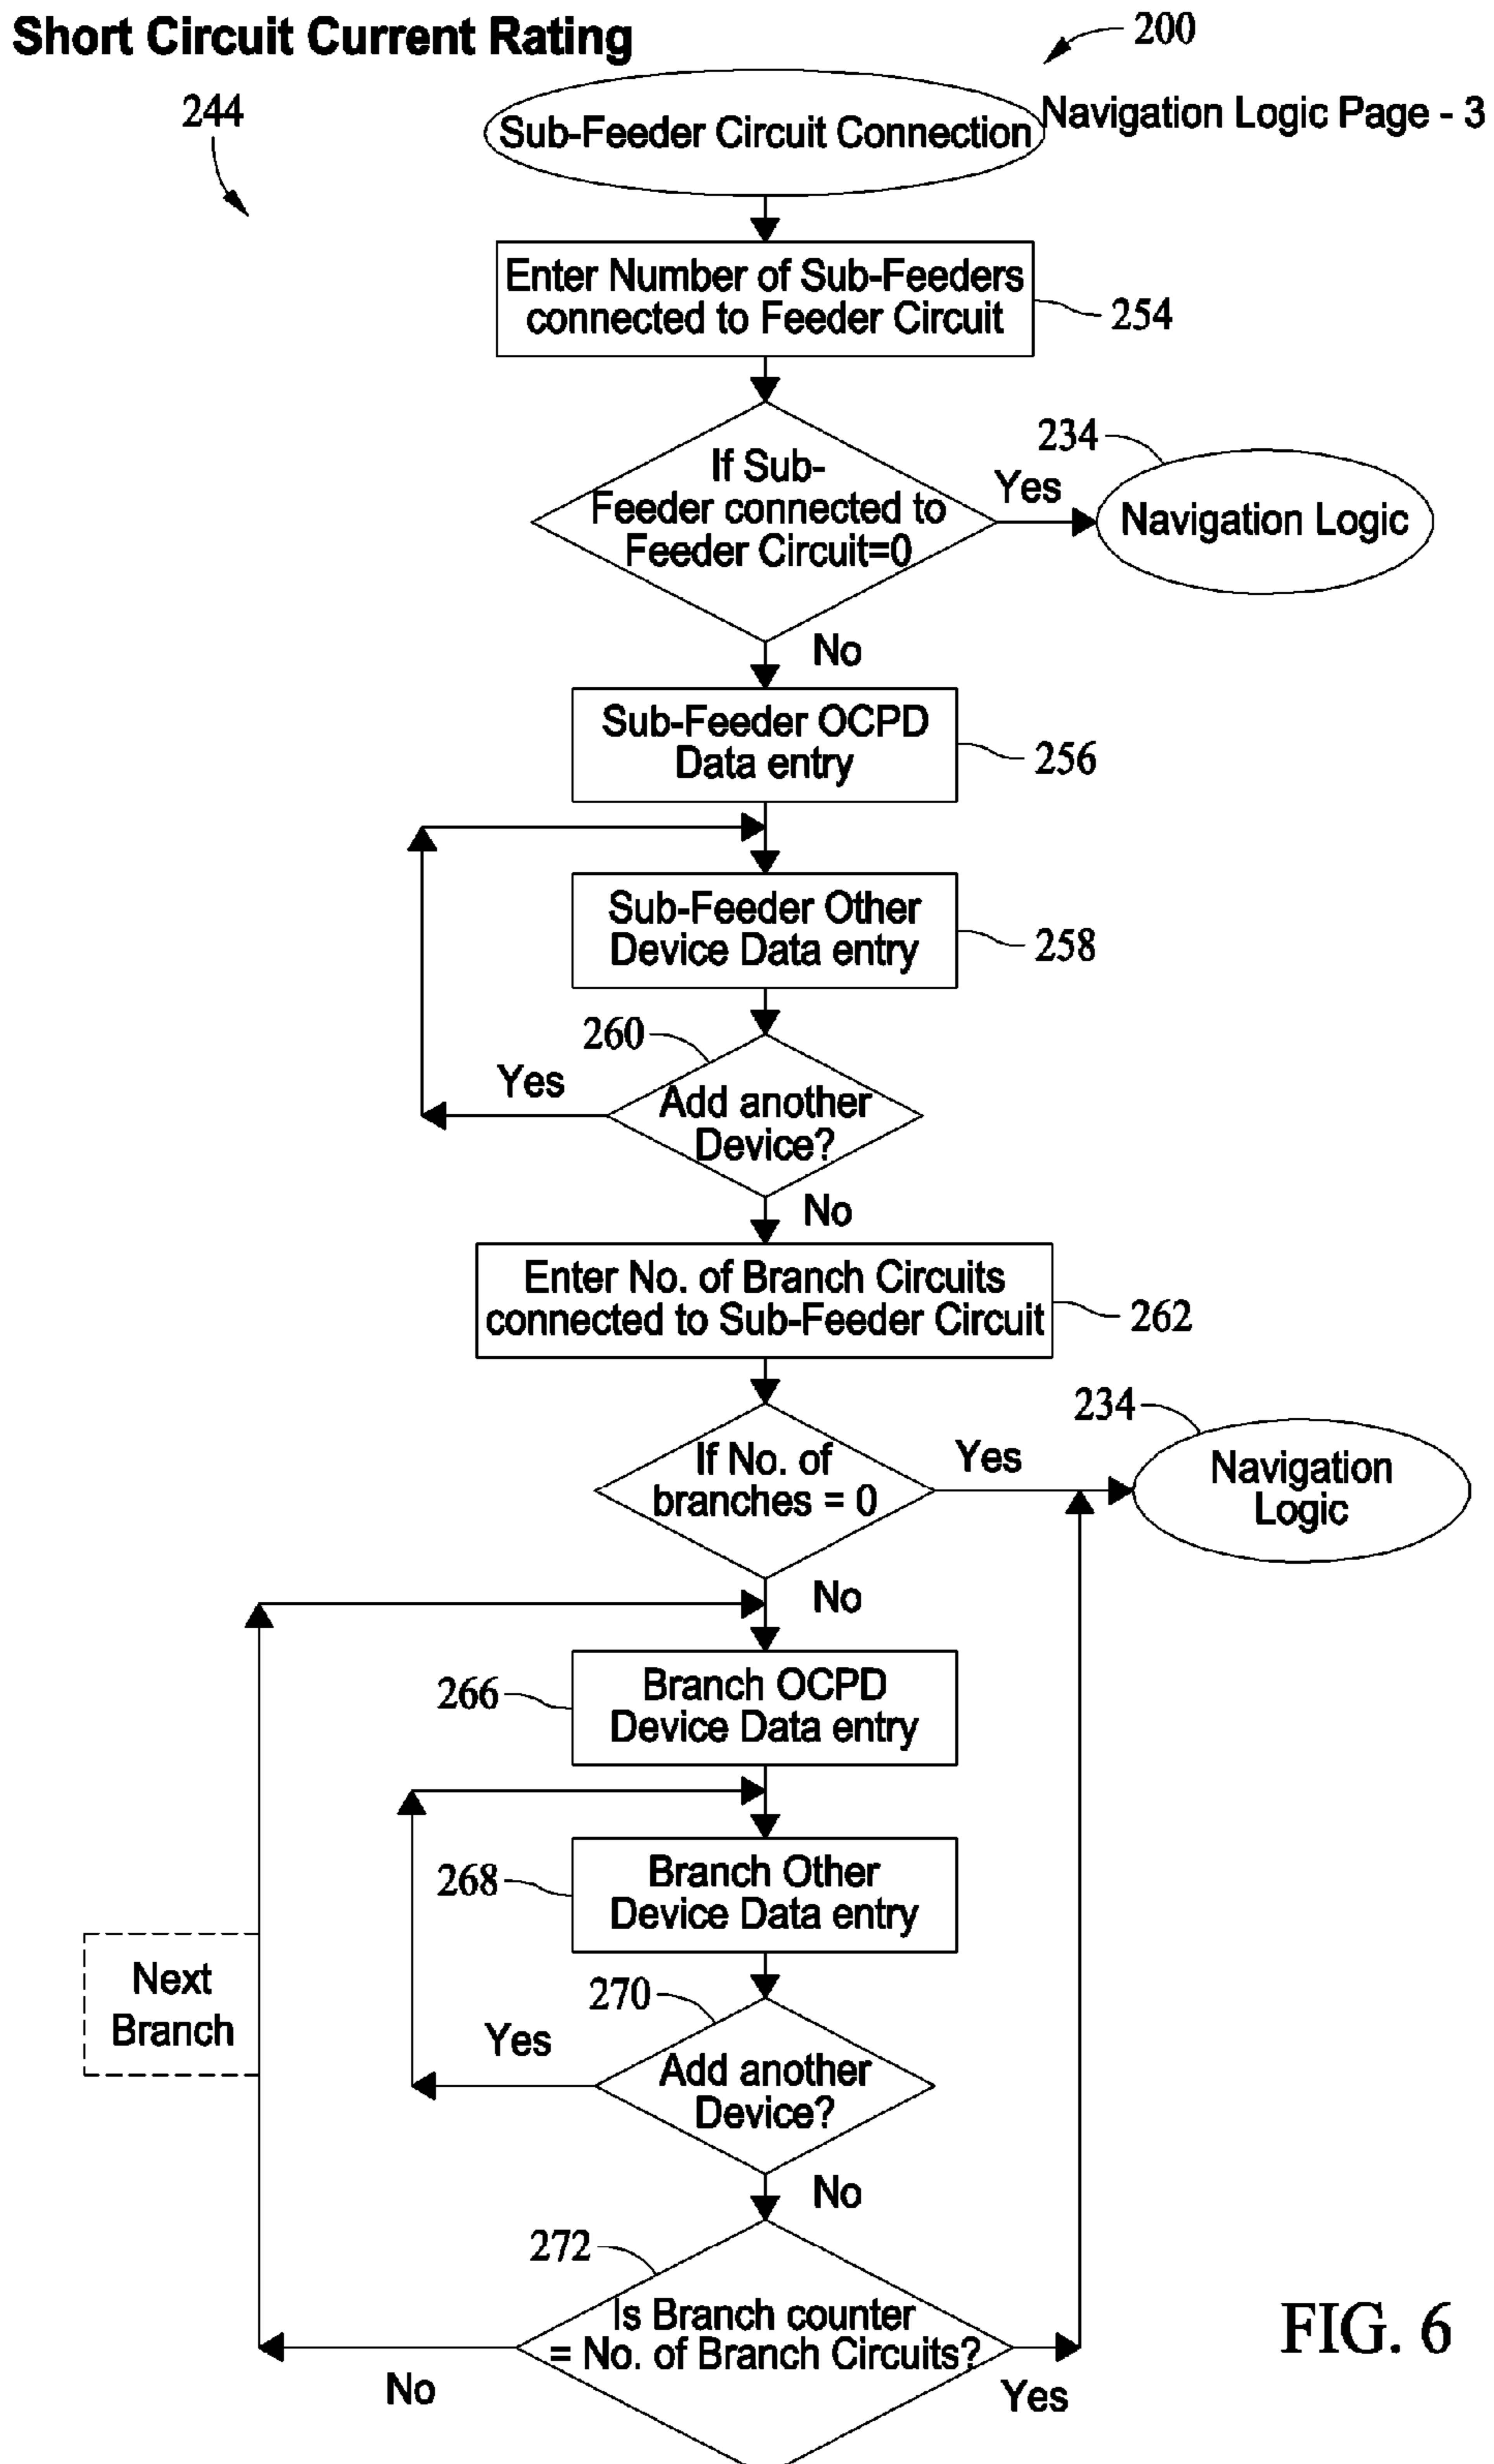 Short Circuit Current Rating
200
244
Sub-Feeder Circuit Connection
Navigation Logic Page - 3
Enter Number of Sub-Feeders
connected to Feeder Circuit
254
If Sub-
Feeder connected to
Feeder Circuit=0
Yes
234
Navigation Logic
No
Sub-Feeder OCPD
Data entry
256
Sub-Feeder Other
Device Data entry
258
260
Yes
Add another
Device?
No
Enter No. of Branch Circuits
connected to Sub-Feeder Circuit
262
If No. of
branches = 0
Yes
234
Navigation
Logic
No
266
Branch OCPD
Device Data entry
268
Branch Other
Device Data entry
Next
Branch
270
Yes
Add another
Device?
No
272
Is Branch counter
= No. of Branch Circuits?
No
Yes
FIG. 6